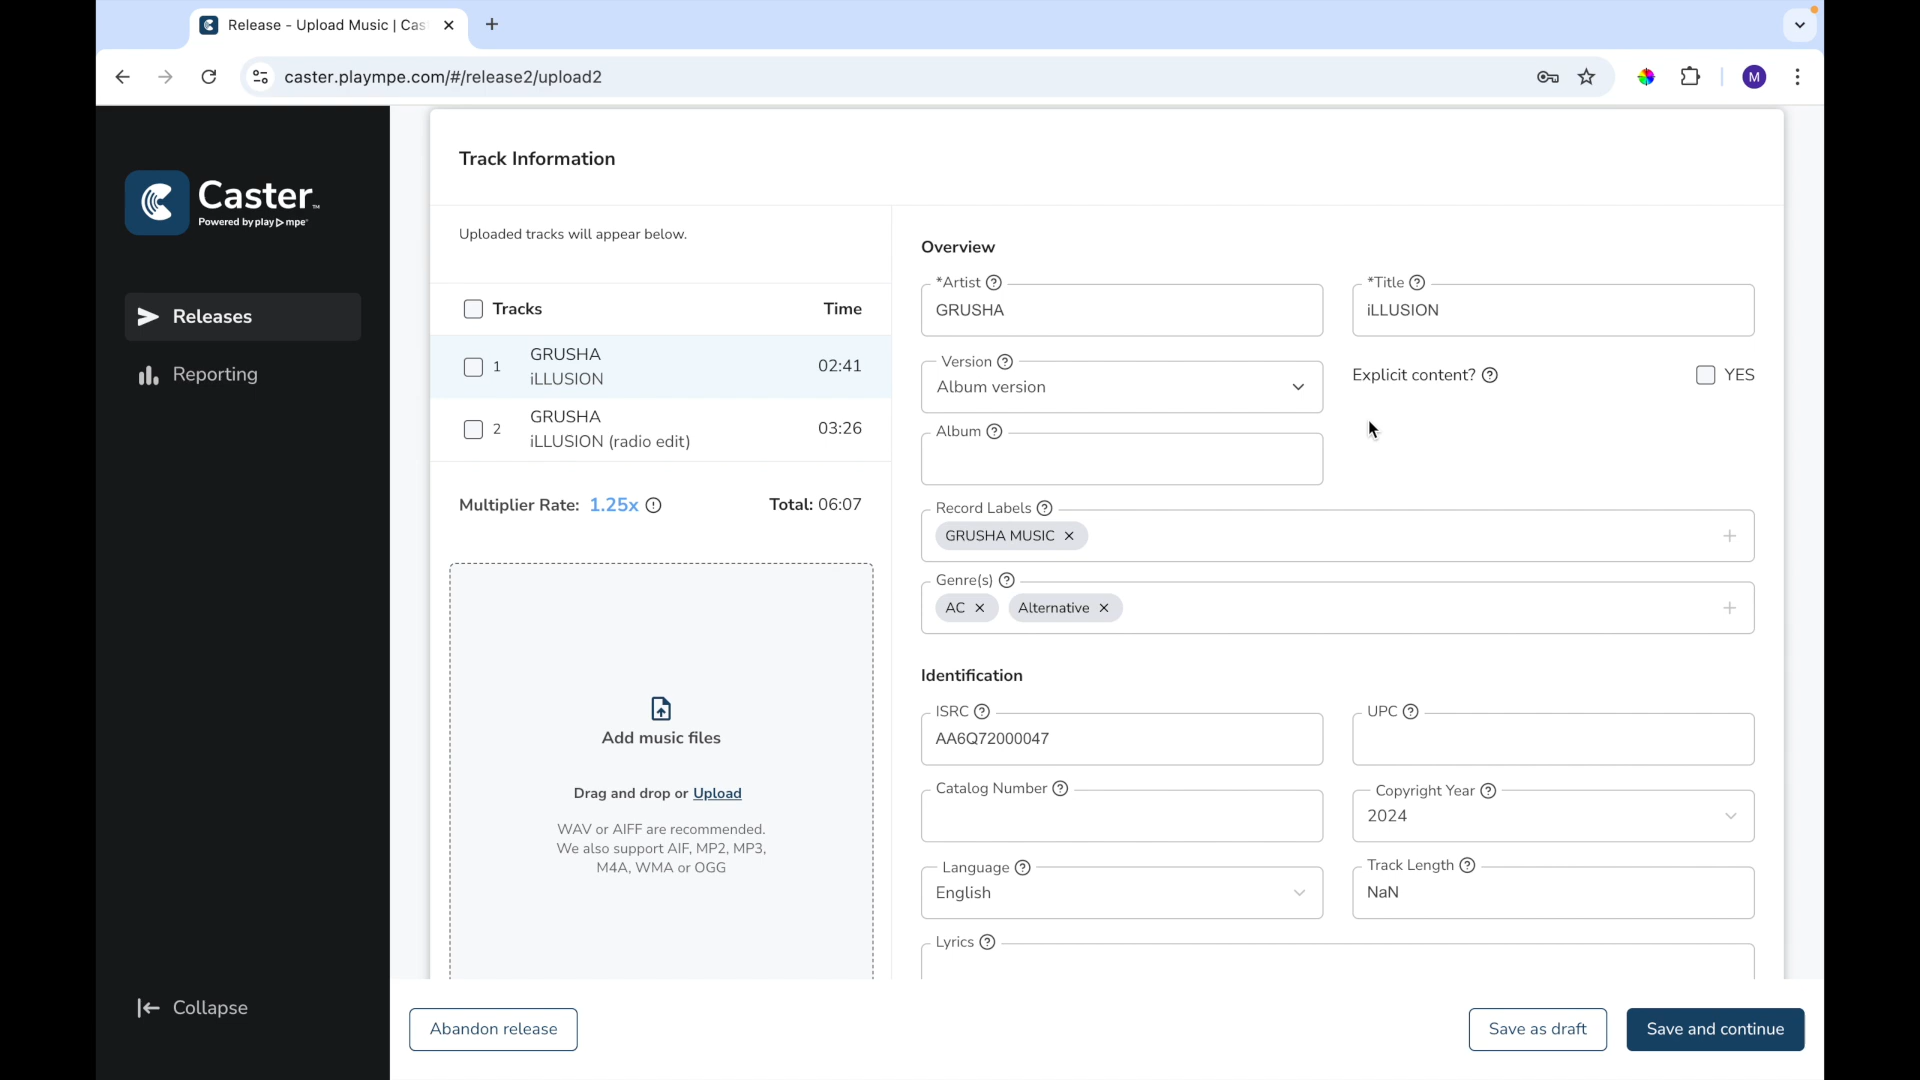 Release - Upload Music | Cas
caster.plaympe.com/#/release2/upload2
M
Caster™
Powered by play mpe®
Releases
Reporting
Collapse
Track Information
Uploaded tracks will appear below.
Tracks Time
1 GRUSHA 02:41
iLLUSION
2 GRUSHA 03:26
iLLUSION (radio edit)
Multiplier Rate: 1.25x Total: 06:07
Add music files
Drag and drop or Upload
WAV or AIFF are recommended.
We also support AIF, MP2, MP3,
M4A, WMA or OGG
Overview
*Artist
GRUSHA
*Title
iLLUSION
Version
Album version
Explicit content? YES
Album
Record Labels
GRUSHA MUSIC
Genre(s)
AC Alternative
Identification
ISRC
AA6Q72000047
UPC
Catalog Number
Copyright Year
2024
Language
English
Track Length
NaN
Lyrics
Abandon release
Save as draft
Save and continue